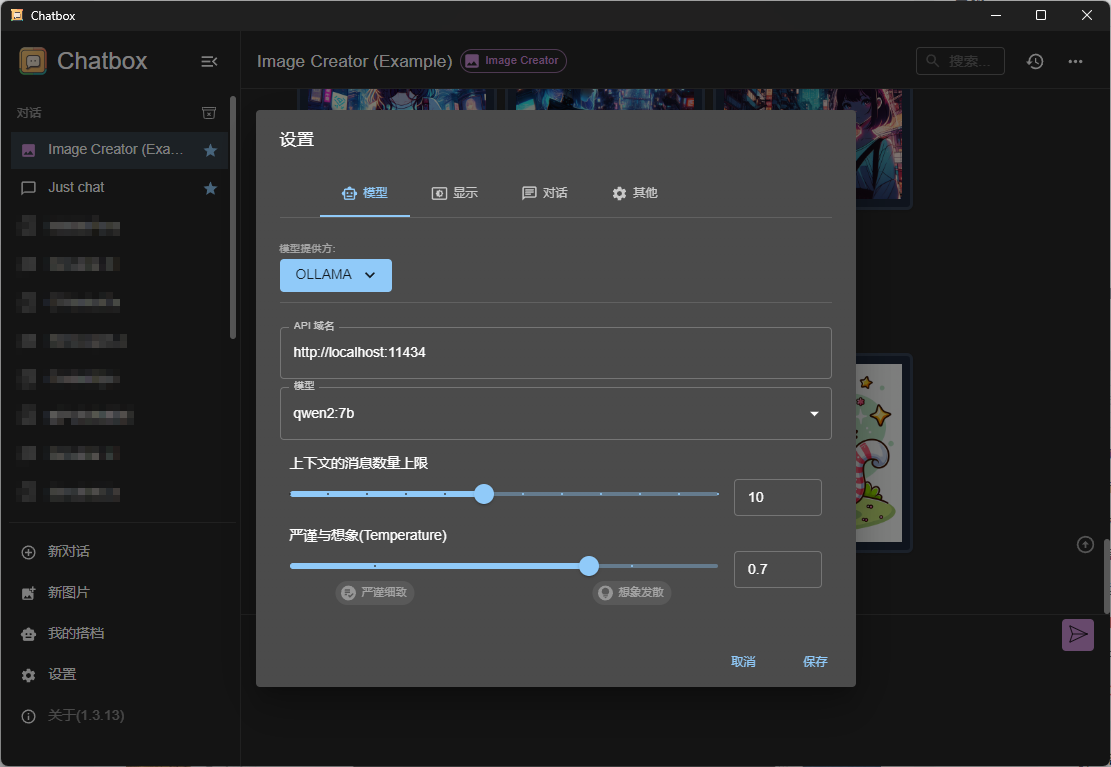 Chatbox
Chatbox
Image Creator (Example)
Image Creator
搜索...
对话
Image Creator (Exa...
Just chat
新对话
新图片
我的搭档
设置
关于(1.3.13)
设置
模型
显示
对话
其他
模型提供方:
OLLAMA
API 域名
http://localhost:11434
模型
qwen2:7b
上下文的消息数量上限
10
严谨与想象(Temperature)
0.7
严谨细致
想象发散
取消
保存